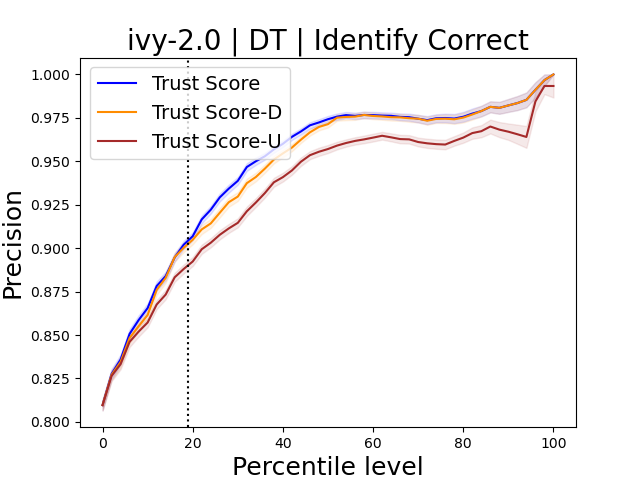 ivy-2.0 | DT | Identify Correct
1.000
0.975
0.950
0.925
0.900
0.875
0.850
0.825
0.800
Precision
Trust Score
Trust Score-D
Trust Score-U
0 20 40 60 80 100
Percentile level